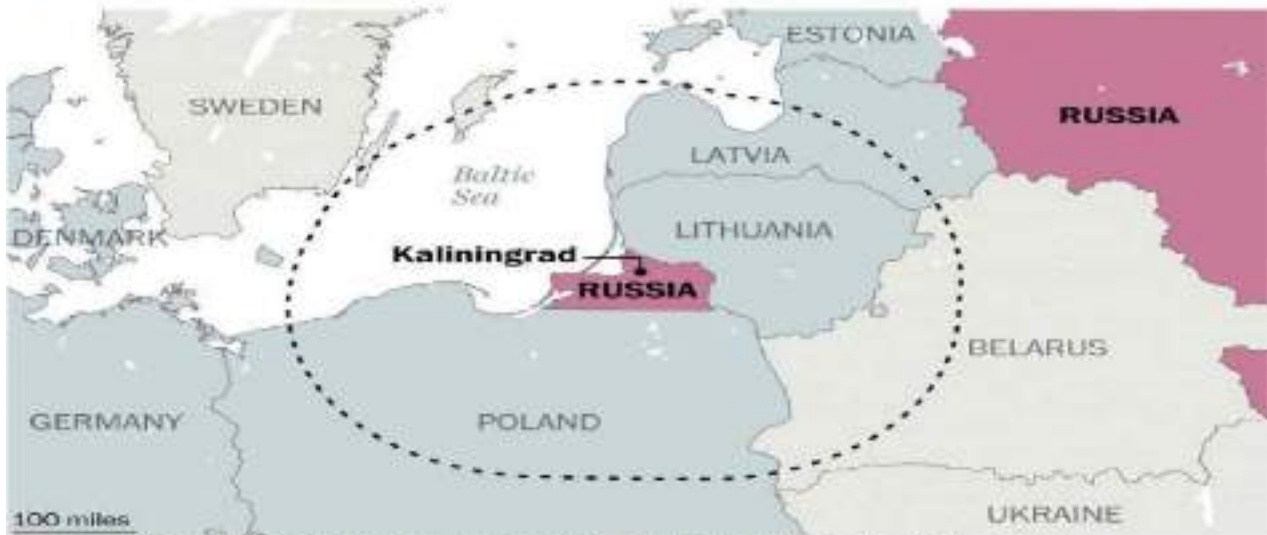 ESTONIA
SWEDEN
RUSSIA
LATVIA
Baltic
Sea
LITHUANIA
DENMARK
Kaliningrad
RUSSIA
BELARUS
GERMANY
POLAND
100 miles
UKRAINE